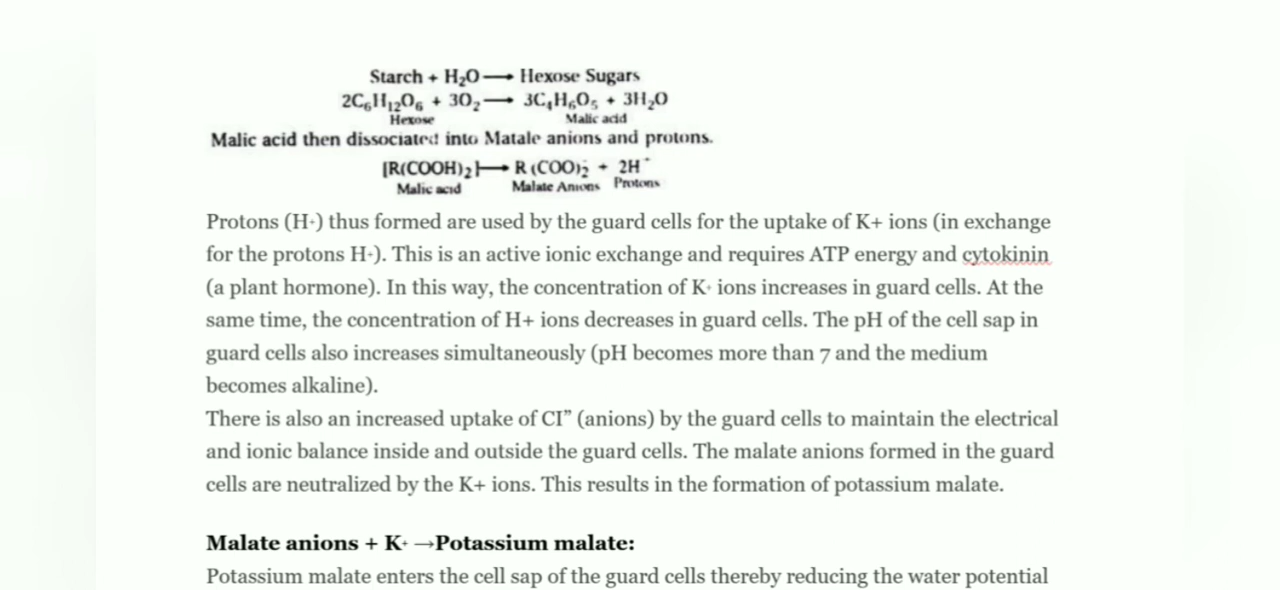 Starch + H₂O ⟶ Hexose Sugars
2C₆H₁₂O₆ + 3O₂ ⟶ 3C₄H₆O₅ + 3H₂O
Hexose Malic acid
Malic acid then dissociated into Matale anions and protons.
[R(COOH)₂] ⟶ R (COO)₂⁻ + 2H⁺
Malic acid Malate Anions Protons
Protons (H+) thus formed are used by the guard cells for the uptake of K+ ions (in exchange
for the protons H+). This is an active ionic exchange and requires ATP energy and cytokinin
(a plant hormone). In this way, the concentration of K+ ions increases in guard cells. At the
same time, the concentration of H+ ions decreases in guard cells. The pH of the cell sap in
guard cells also increases simultaneously (pH becomes more than 7 and the medium
becomes alkaline).
There is also an increased uptake of CI” (anions) by the guard cells to maintain the electrical
and ionic balance inside and outside the guard cells. The malate anions formed in the guard
cells are neutralized by the K+ ions. This results in the formation of potassium malate.
Malate anions + K+ →Potassium malate:
Potassium malate enters the cell sap of the guard cells thereby reducing the water potential